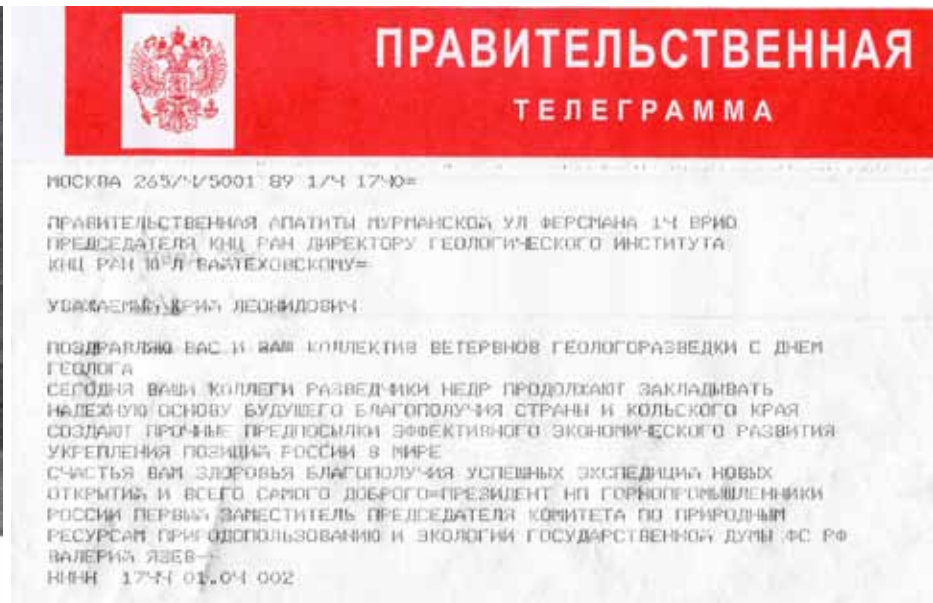 ПРАВИТЕЛЬСТВЕННАЯ
ТЕЛЕГРАММА
МОСКВА 265/Ч/5001 89 1/Ч 1740=
ПРАВИТЕЛЬСТВЕННАЯ АПАТИТЫ МУРМАНСКОЙ УЛ ФЕРСМАНА 14 ВРИО
ПРЕДСЕДАТЕЛЯ КНЦ РАН ДИРЕКТОРУ ГЕОЛОГИЧЕСКОГО ИНСТИТУТА
КНЦ РАН Ю Л ВАЙТЕХОВСКОМУ=
УВАЖАЕМЫЙ ЮРИЙ ЛЕОНИДОВИЧ
ПОЗДРАВЛЯЮ ВАС И ВАШ КОЛЛЕКТИВ ВЕТЕРВНОВ ГЕОЛОГОРАЗВЕДКИ С ДНЕМ
ГЕОЛОГА
СЕГОДНЯ ВАШИ КОЛЛЕГИ РАЗВЕДЧИКИ НЕДР ПРОДОЛЖАЮТ ЗАКЛАДЫВАТЬ
НАДЕЖНУЮ ОСНОВУ БУДУЩЕГО БЛАГОПОЛУЧИЯ СТРАНЫ И КОЛЬСКОГО КРАЯ
СОЗДАЮТ ПРОЧНЫЕ ПРЕДПОСЫЛКИ ЭФФЕКТИВНОГО ЭКОНОМИЧЕСКОГО РАЗВИТИЯ
УКРЕПЛЕНИЯ ПОЗИЦИЙ РОССИИ В МИРЕ
СЧАСТЬЯ ВАМ ЗДОРОВЬЯ БЛАГОПОЛУЧИЯ УСПЕШНЫХ ЭКСПЕДИЦИЙ НОВЫХ
ОТКРЫТИЙ И ВСЕГО САМОГО ДОБРОГО=ПРЕЗИДЕНТ НП ГОРНОПРОМЫШЛЕННИКИ
РОССИИ ПЕРВЫЙ ЗАМЕСТИТЕЛЬ ПРЕДСЕДАТЕЛЯ КОМИТЕТА ПО ПРИРОДНЫМ
РЕСУРСАМ ПРИРОДОПОЛЬЗОВАНИЮ И ЭКОЛОГИИ ГОСУДАРСТВЕННОЙ ДУМЫ ФС РФ
ВАЛЕРИЙ ЯЗЕВ-
НННН 1744 01.04 002